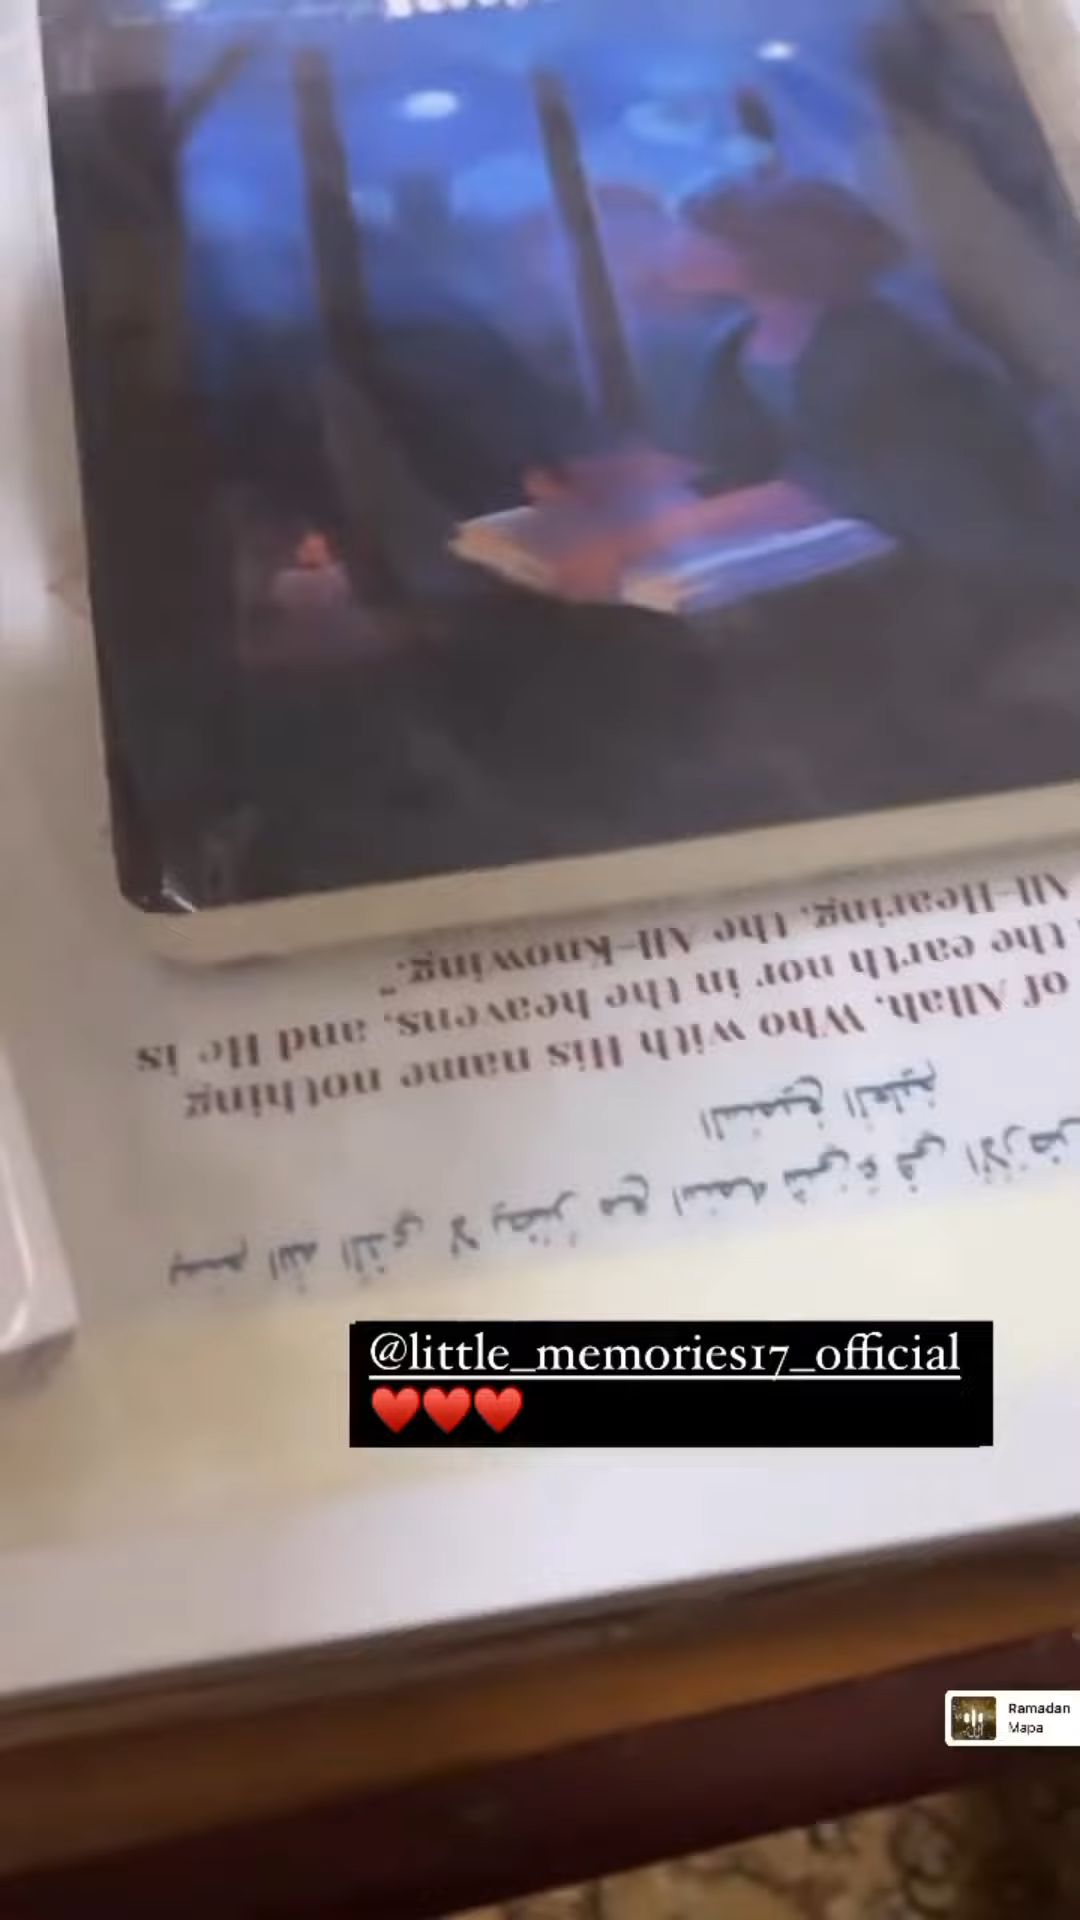 بسم الله الذي لا يضر مع اسمه شيء في الأرض
السميع العليم
of Allah, Who with His name nothing
the earth nor in the heavens, and He is
All-Hearing, the All-Knowing."
@little_memories17_official
❤️❤️❤️
Ramadan
Mapa